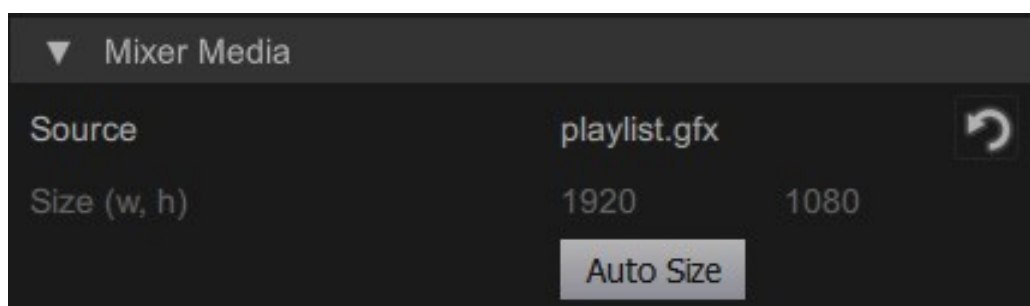 Mixer Media
Source playlist.gfx
Size (w, h) 1920 1080
Auto Size